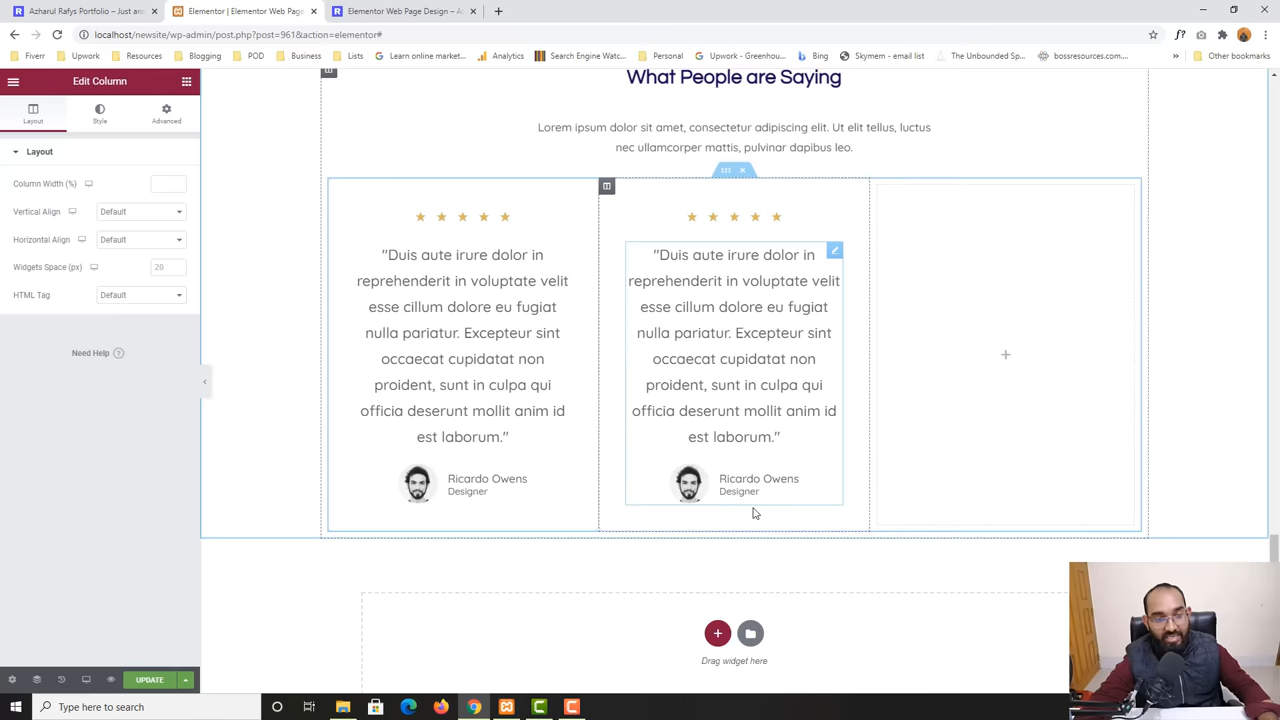 Azharul Rafys Portfolio – Just an
Elementor | Elementor Web Page
Elementor Web Page Design – Az
localhost/newsite/wp-admin/post.php?post=961&action=elementor#
Fiverr Upwork Resources Blogging POD Business Lists Learn online market... Analytics Search Engine Watc... Personal Upwork - Greenhou... Bing Skymem - email list The Unbounded Sp... bossresources.com... Other bookmarks
Edit Column
Layout Style Advanced
Layout
Column Width (%)
Vertical Align Default
Horizontal Align Default
Widgets Space (px) 20
HTML Tag Default
Need Help
UPDATE
What People are Saying
Lorem ipsum dolor sit amet, consectetur adipiscing elit. Ut elit tellus, luctus
nec ullamcorper mattis, pulvinar dapibus leo.
"Duis aute irure dolor in
reprehenderit in voluptate velit
esse cillum dolore eu fugiat
nulla pariatur. Excepteur sint
occaecat cupidatat non
proident, sunt in culpa qui
officia deserunt mollit anim id
est laborum."
Ricardo Owens
Designer
"Duis aute irure dolor in
reprehenderit in voluptate velit
esse cillum dolore eu fugiat
nulla pariatur. Excepteur sint
occaecat cupidatat non
proident, sunt in culpa qui
officia deserunt mollit anim id
est laborum."
Ricardo Owens
Designer
Drag widget here
Type here to search